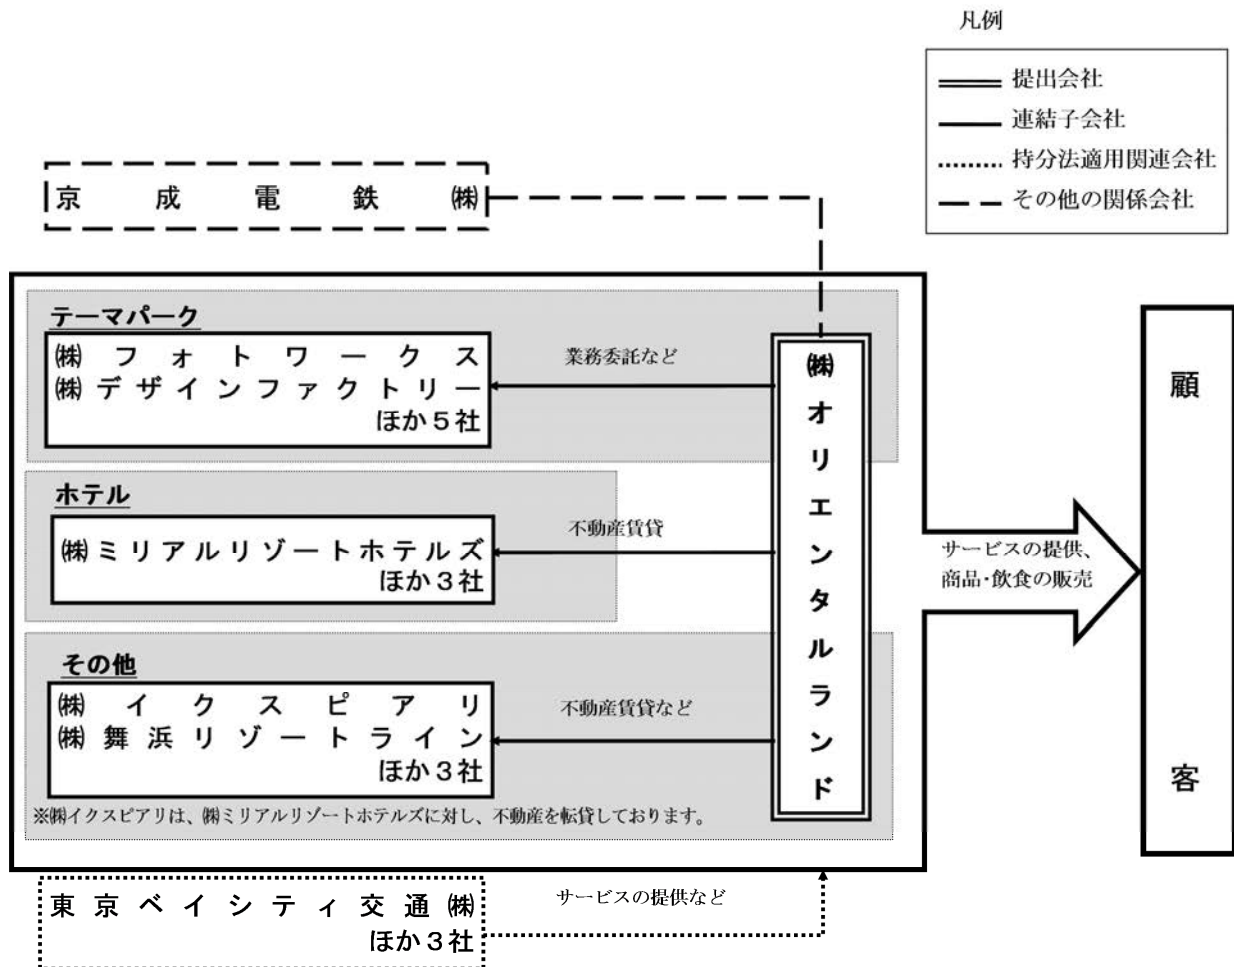 凡例
提出会社
連結子会社
持分法適用関連会社
その他の関係会社
京成電鉄㈱
テーマパーク
㈱フォトワークス
㈱デザインファクトリー
ほか5社
業務委託など
ホテル
㈱ミリアルリゾートホテルズ
ほか3社
不動産賃貸
その他
㈱イクスピアリ
㈱舞浜リゾートライン
ほか3社
不動産賃貸など
※㈱イクスピアリは、㈱ミリアルリゾートホテルズに対し、不動産を転貸しております。
㈱オリエンタルランド
サービスの提供、
商品・飲食の販売
顧客
東京ベイシティ交通㈱
ほか3社
サービスの提供など